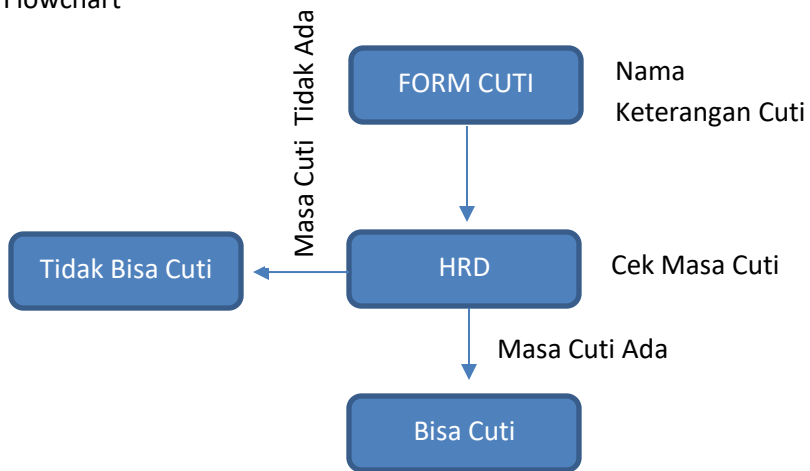 Flowchart
Masa Cuti Tidak Ada
FORM CUTI
Nama
Keterangan Cuti
Tidak Bisa Cuti
HRD
Cek Masa Cuti
Masa Cuti Ada
Bisa Cuti